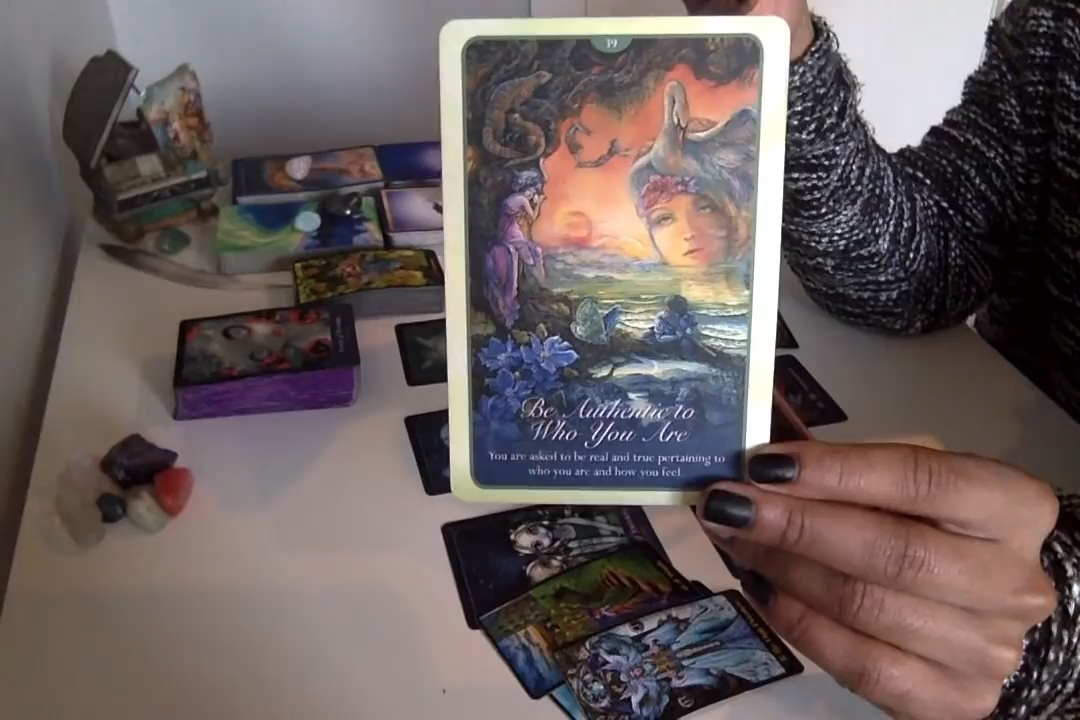 39
Be Authentic to
Who You Are
You are asked to be real and true pertaining to
who you are and how you feel